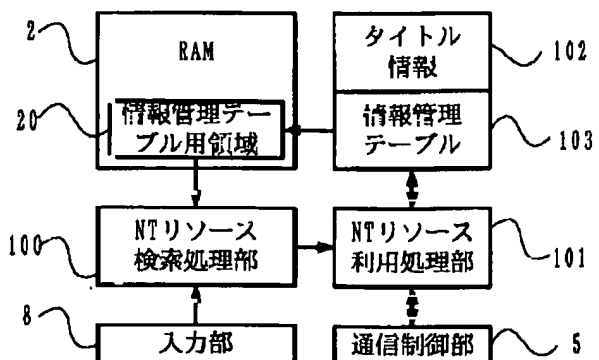 2
RAM
タイトル
情報
102
20
情報管理テー
ブル用領域
情報管理
テーブル
103
100
NTリソース
検索処理部
NTリソース
利用処理部
101
8
入力部
通信制御部
5